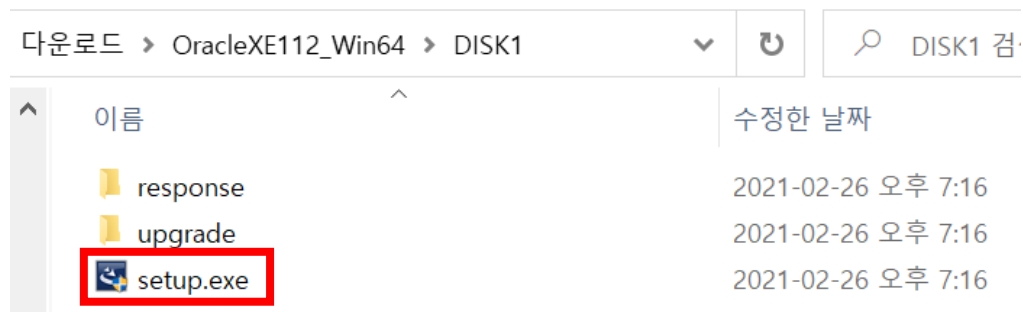 다운로드 > OracleXE112_Win64 > DISK1 DISK1 검
이름 수정한 날짜
response 2021-02-26 오후 7:16
upgrade 2021-02-26 오후 7:16
setup.exe 2021-02-26 오후 7:16